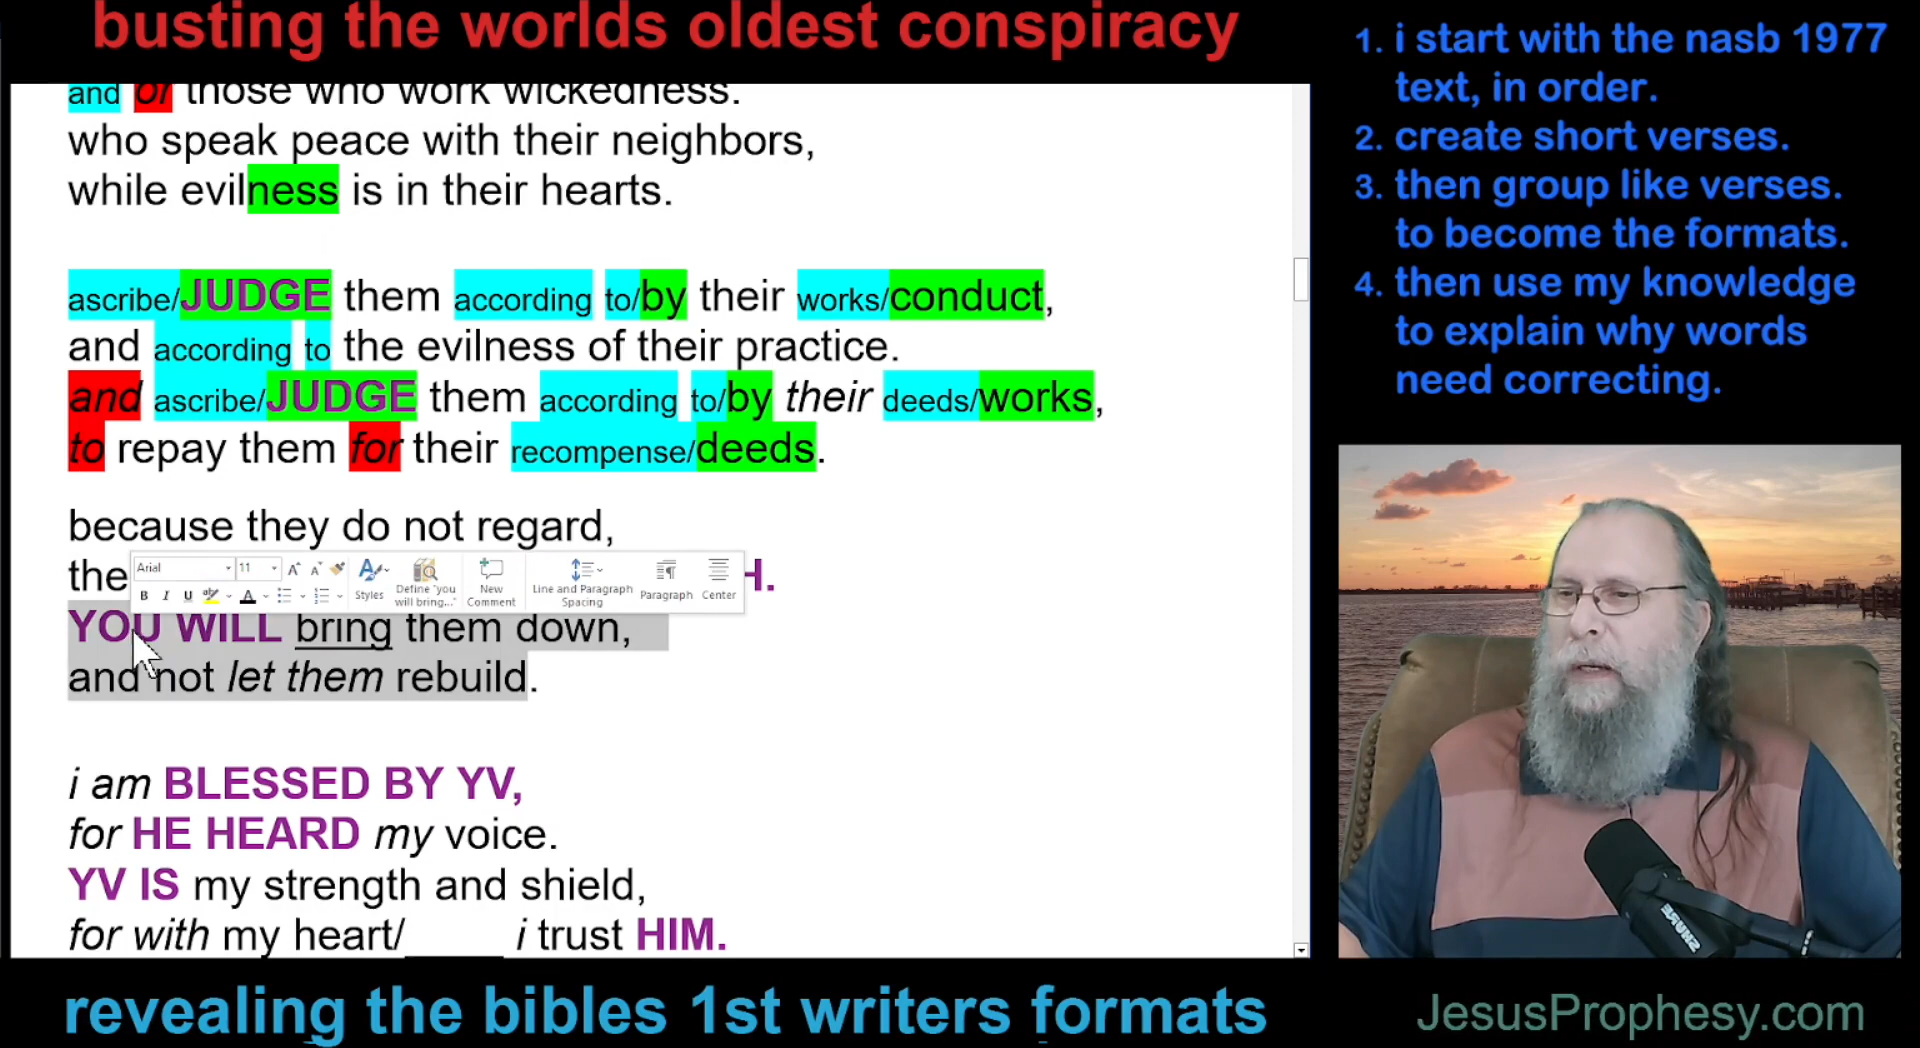 busting the worlds oldest conspiracy
and or those who work wickedness.
who speak peace with their neighbors,
while evilness is in their hearts.
ascribe/JUDGE them according to/by their works/conduct,
and according to the evilness of their practice.
and ascribe/JUDGE them according to/by their deeds/works,
to repay them for their recompense/deeds.
because they do not regard,
the H.
Arial 11
Styles
Define "you will bring..."
New Comment
Line and Paragraph Spacing
Paragraph
Center
YOU WILL bring them down,
and not let them rebuild.
i am BLESSED BY YV,
for HE HEARD my voice.
YV IS my strength and shield,
for with my heart/____ i trust HIM.
revealing the bibles 1st writers formats
1. i start with the nasb 1977
text, in order.
2. create short verses.
3. then group like verses.
to become the formats.
4. then use my knowledge
to explain why words
need correcting.
SHURE
JesusProphesy.com